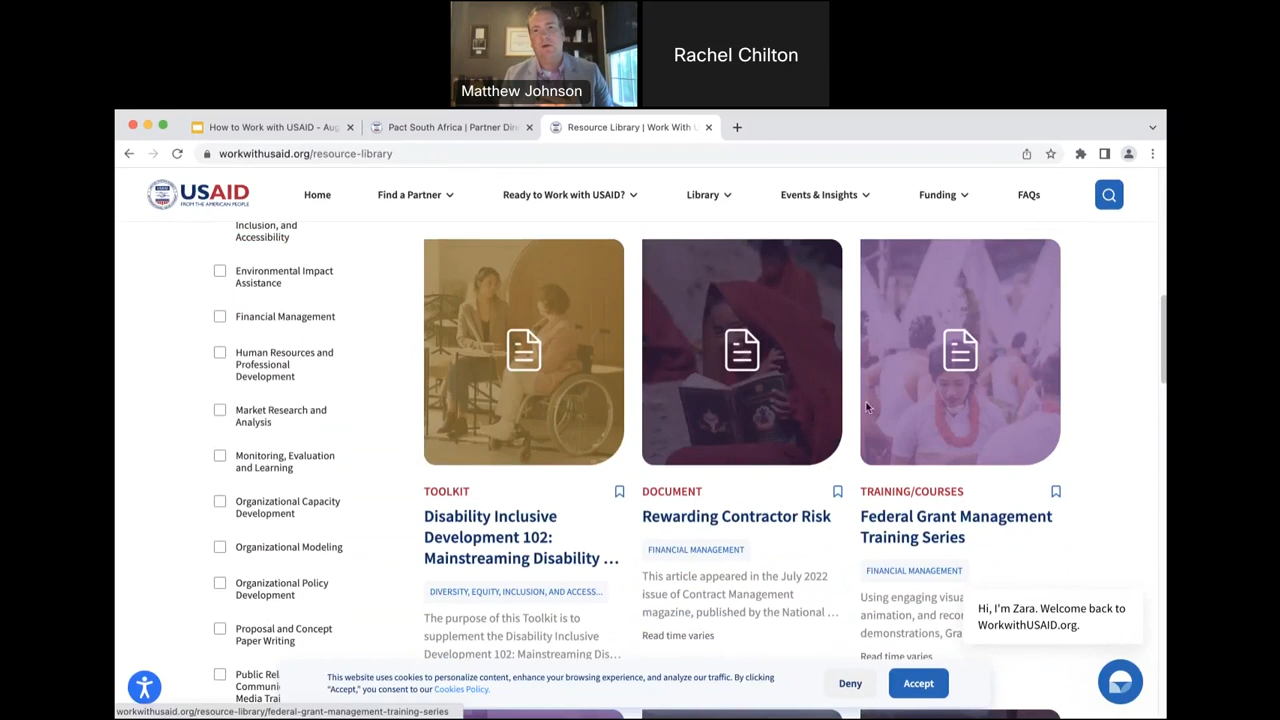 Matthew Johnson
Rachel Chilton
How to Work with USAID - Aug
Pact South Africa | Partner Dire
Resource Library | Work With U
workwithusaid.org/resource-library
USAID
FROM THE AMERICAN PEOPLE
Home
Find a Partner
Ready to Work with USAID?
Library
Events & Insights
Funding
FAQs
Inclusion, and
Accessibility
Environmental Impact
Assistance
Financial Management
Human Resources and
Professional
Development
Market Research and
Analysis
Monitoring, Evaluation
and Learning
Organizational Capacity
Development
Organizational Modeling
Organizational Policy
Development
Proposal and Concept
Paper Writing
Public Rel
Communi
Media Trai
TOOLKIT
Disability Inclusive
Development 102:
Mainstreaming Disability ...
DIVERSITY, EQUITY, INCLUSION, AND ACCESS...
The purpose of this Toolkit is to
supplement the Disability Inclusive
Development 102: Mainstreaming Dis...
DOCUMENT
Rewarding Contractor Risk
FINANCIAL MANAGEMENT
This article appeared in the July 2022
issue of Contract Management
magazine, published by the National ...
Read time varies
TRAINING/COURSES
Federal Grant Management
Training Series
FINANCIAL MANAGEMENT
Using engaging visua
animation, and recor
demonstrations, Gra
Read time varies
Hi, I'm Zara. Welcome back to
WorkwithUSAID.org.
This website uses cookies to personalize content, enhance your browsing experience, and analyze our traffic. By clicking
"Accept," you consent to our Cookies Policy.
Deny
Accept
workwithusaid.org/resource-library/federal-grant-management-training-series